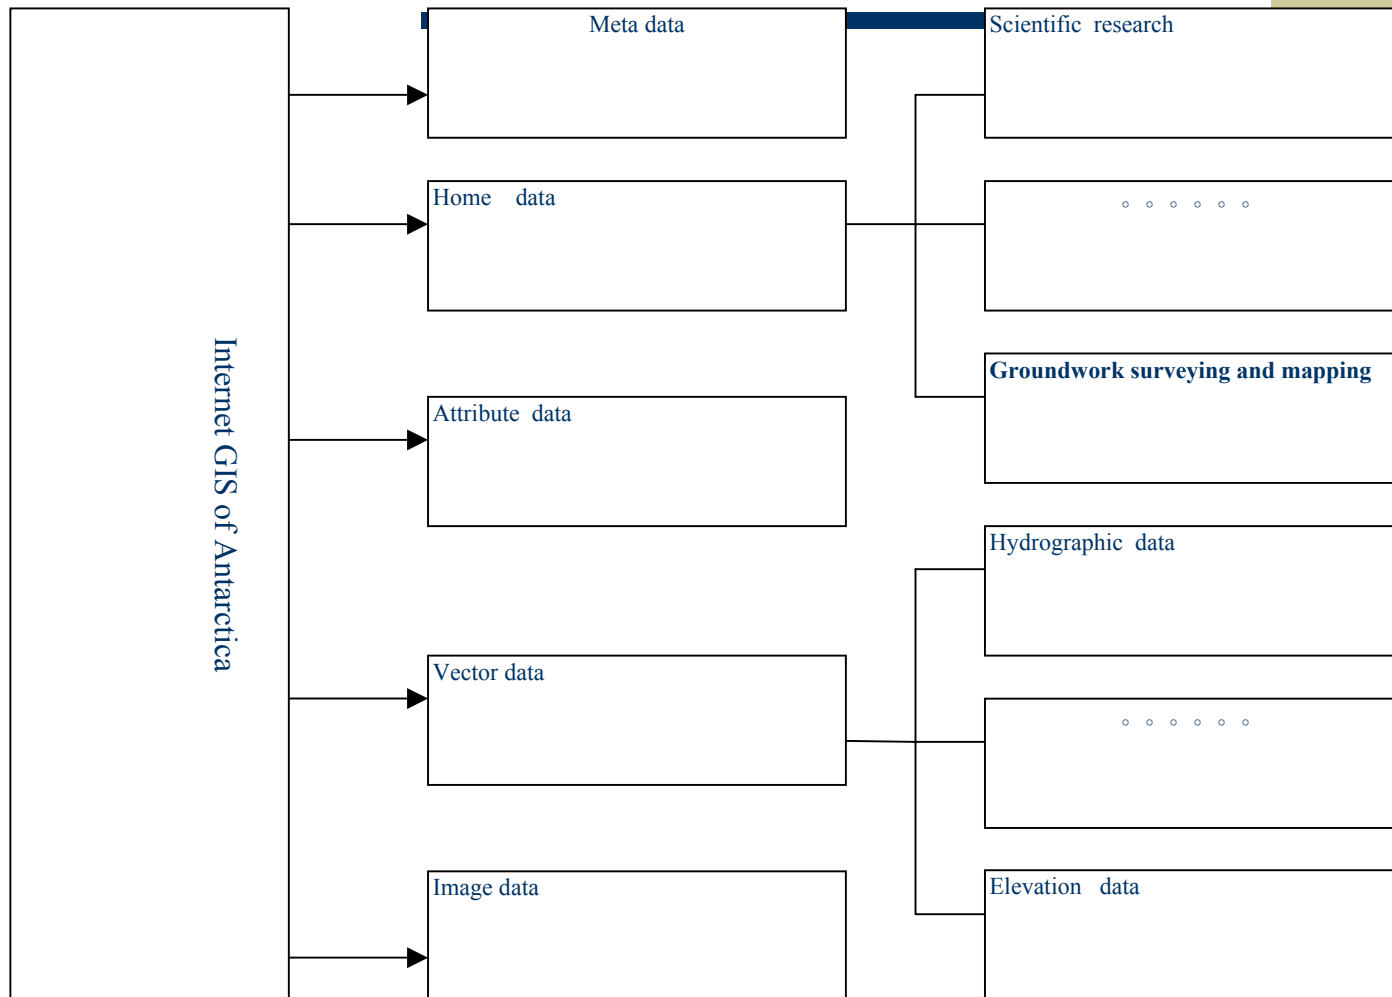 Internet GIS of Antarctica
Meta data
Home data
Attribute data
Vector data
Image data
Scientific research
。。。。。。
Groundwork surveying and mapping
Hydrographic data
。。。。。。
Elevation data